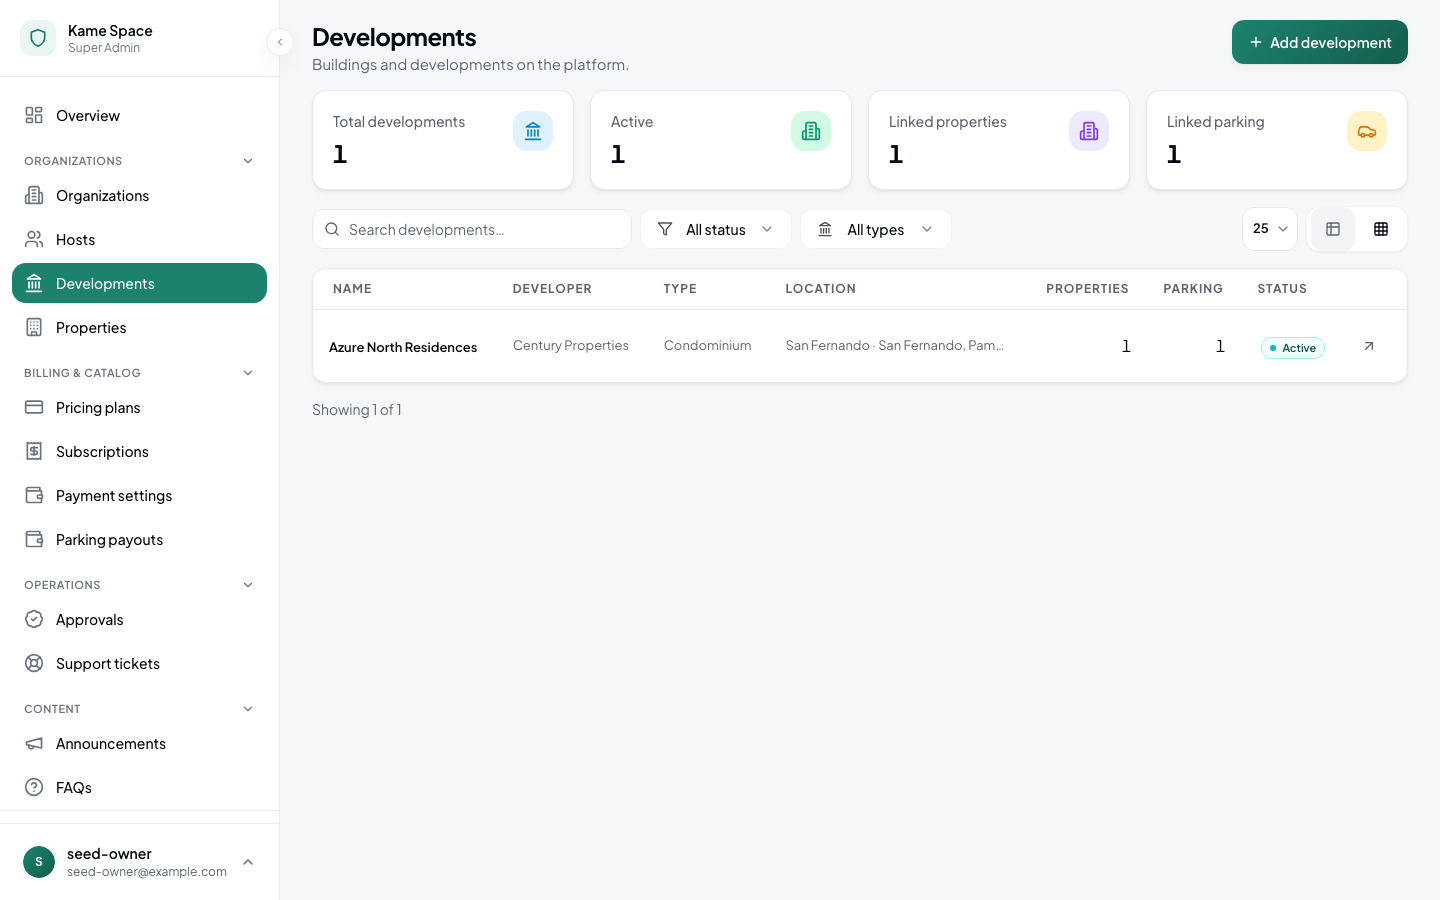 Kame Space
Super Admin
Overview
ORGANIZATIONS
Organizations
Hosts
Developments
Properties
BILLING & CATALOG
Pricing plans
Subscriptions
Payment settings
Parking payouts
OPERATIONS
Approvals
Support tickets
CONTENT
Announcements
FAQs
S
seed-owner
seed-owner@example.com
Developments
Buildings and developments on the platform.
Add development
Total developments
1
Active
1
Linked properties
1
Linked parking
1
Search developments...
All status
All types
25
NAME DEVELOPER TYPE LOCATION PROPERTIES PARKING STATUS
Azure North Residences Century Properties Condominium San Fernando · San Fernando, Pam... 1 1 Active
Showing 1 of 1